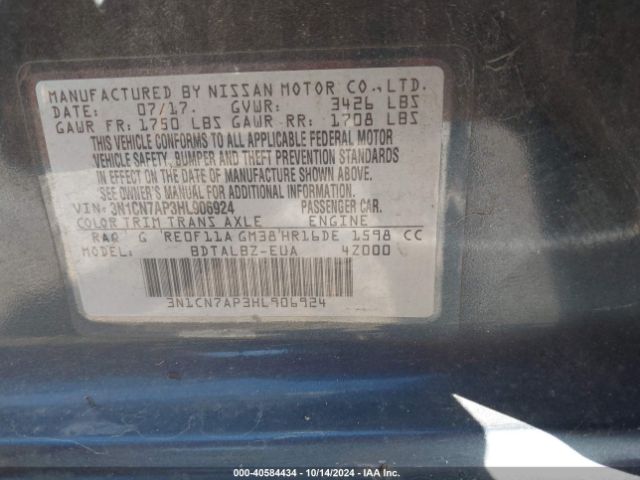 MANUFACTURED BY NISSAN MOTOR CO.,LTD.
DATE: 07/17. GVWR: 3426 LBS
GAWR FR: 1750 LBS GAWR RR: 1708 LBS
THIS VEHICLE CONFORMS TO ALL APPLICABLE FEDERAL MOTOR
VEHICLE SAFETY, BUMPER AND THEFT PREVENTION STANDARDS
IN EFFECT ON THE DATE OF MANUFACTURE SHOWN ABOVE.
SEE OWNER'S MANUAL FOR ADDITIONAL INFORMATION.
VIN: 3N1CN7AP3HL906924 PASSENGER CAR.
COLOR TRIM TRANS AXLE ENGINE
RAQ G RE0F11A GM38 HR16DE 1598 CC
MODEL: BDTALBZ-EUA 4Z000
3N1CN7AP3HL906924
000-40584434 - 10/14/2024 - IAA Inc.